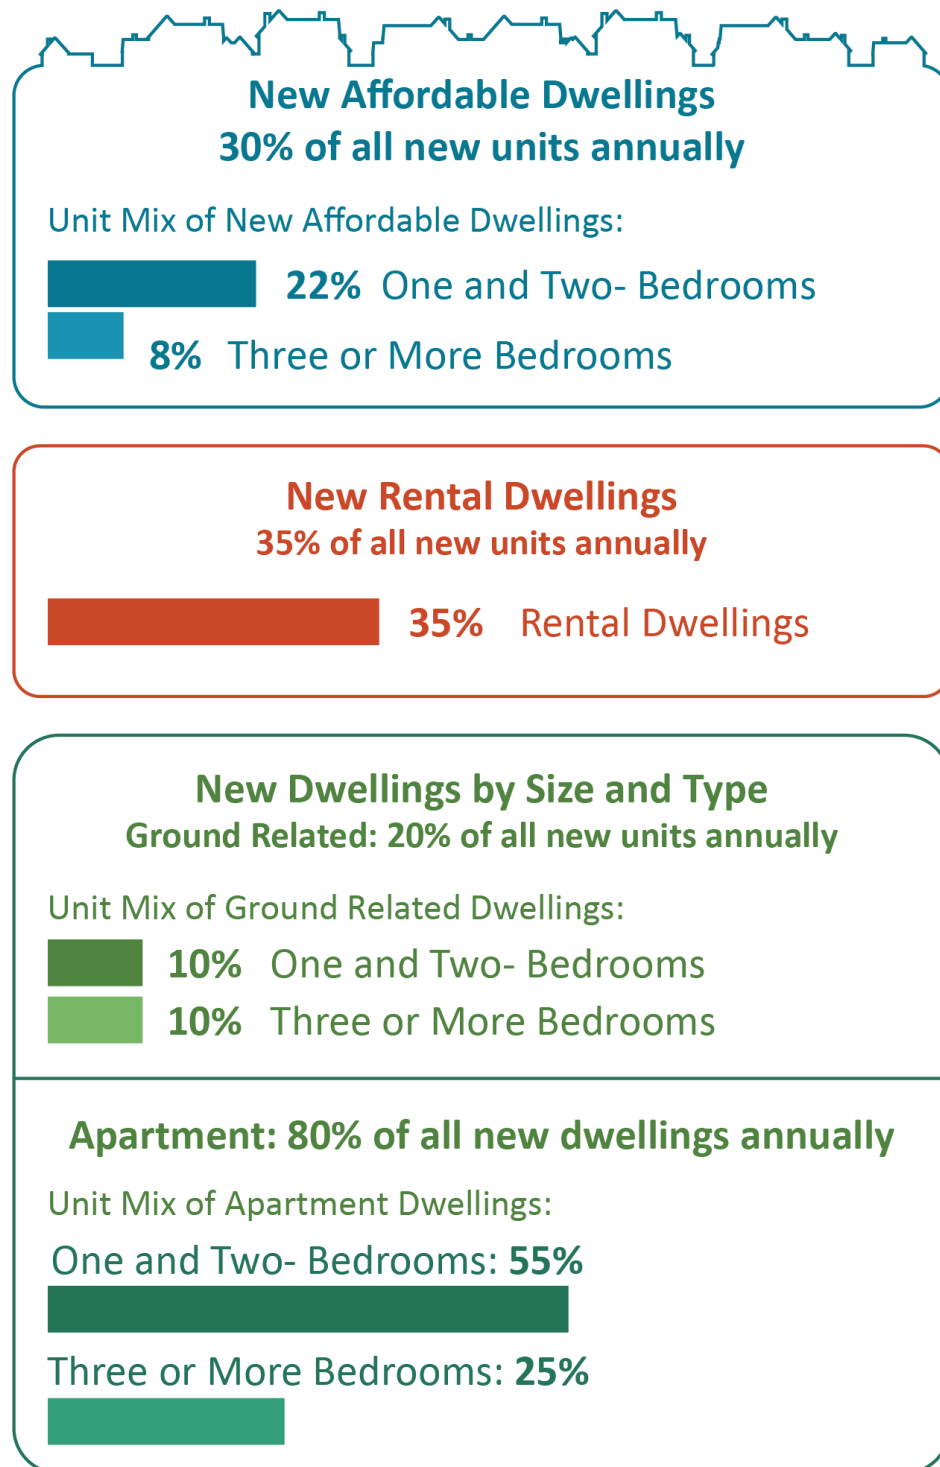 New Affordable Dwellings
30% of all new units annually
Unit Mix of New Affordable Dwellings:
22% One and Two- Bedrooms
8% Three or More Bedrooms
New Rental Dwellings
35% of all new units annually
35% Rental Dwellings
New Dwellings by Size and Type
Ground Related: 20% of all new units annually
Unit Mix of Ground Related Dwellings:
10% One and Two- Bedrooms
10% Three or More Bedrooms
Apartment: 80% of all new dwellings annually
Unit Mix of Apartment Dwellings:
One and Two- Bedrooms: 55%
Three or More Bedrooms: 25%